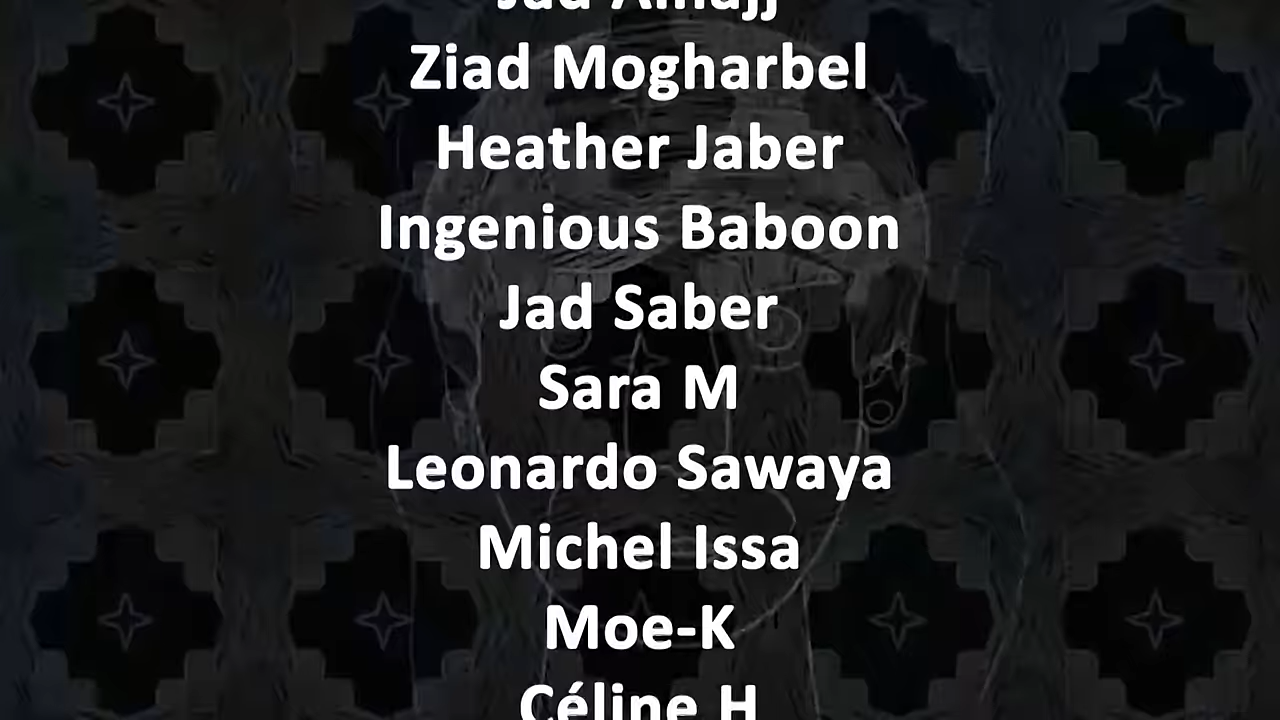 Ziad Mogharbel
Heather Jaber
Ingenious Baboon
Jad Saber
Sara M
Leonardo Sawaya
Michel Issa
Moe-K
Céline H